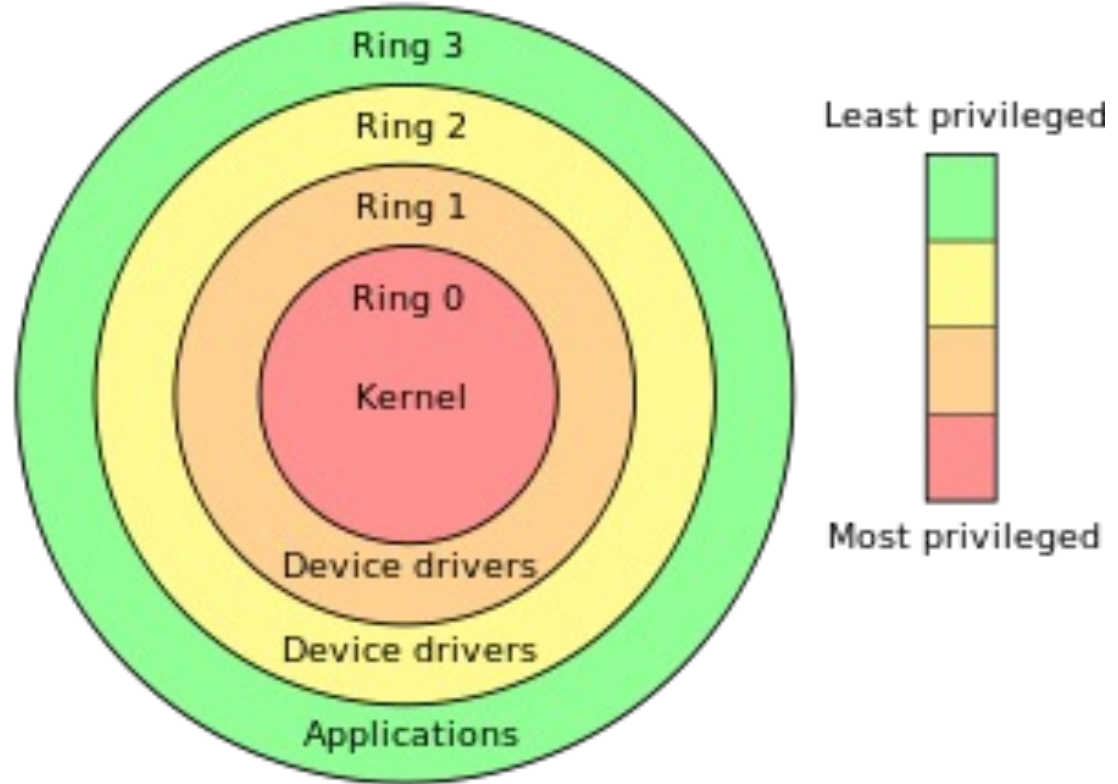 Ring 3
Ring 2
Ring 1
Ring 0
Kernel
Device drivers
Device drivers
Applications
Least privileged
Most privileged